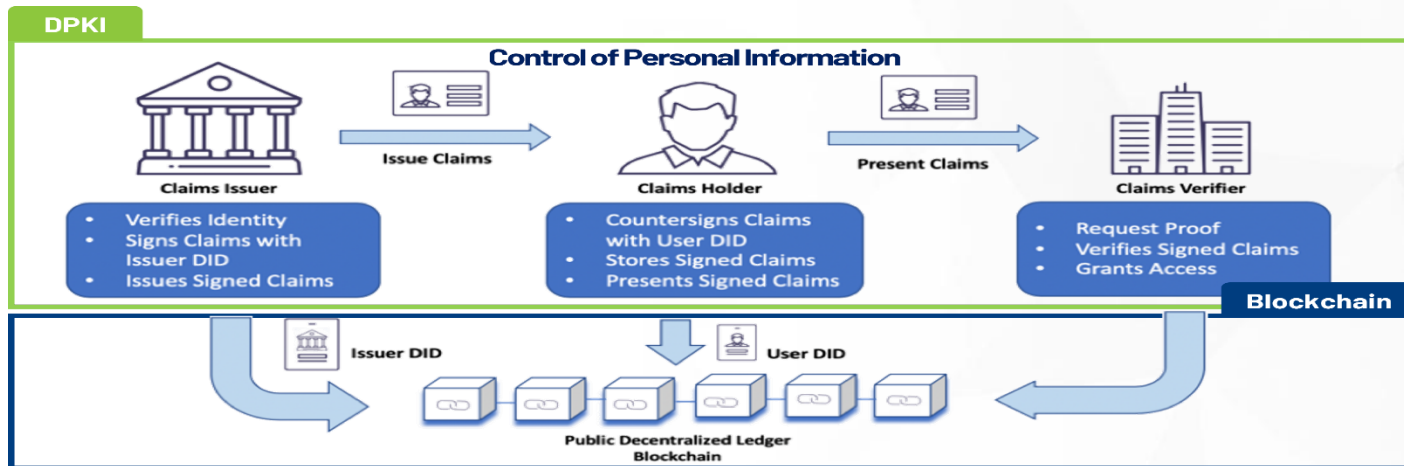 DPKI
Control of Personal Information
Issue Claims
Present Claims
Claims Issuer
Claims Holder
Claims Verifier
• Verifies Identity
• Signs Claims with
Issuer DID
• Issues Signed Claims
• Countersigns Claims
with User DID
• Stores Signed Claims
• Presents Signed Claims
• Request Proof
• Verifies Signed Claims
• Grants Access
Blockchain
Issuer DID
User DID
Public Decentralized Ledger
Blockchain